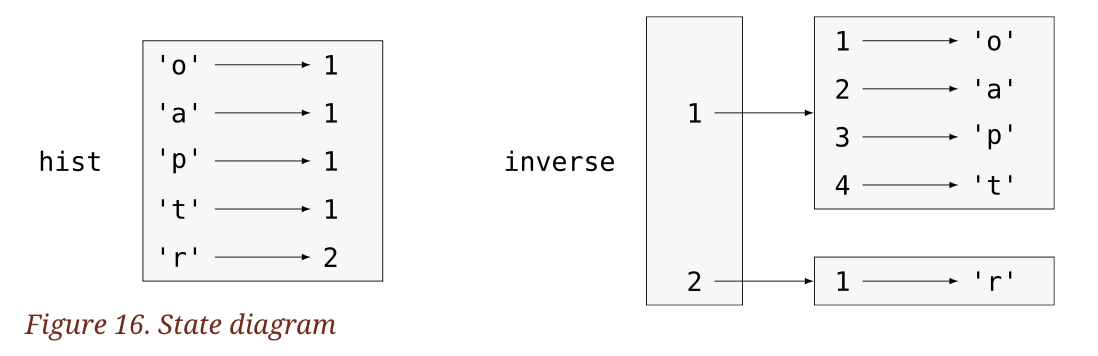 'o' 1
'a' 1
'p' 1
't' 1
'r' 2
hist
inverse
1
2
1 'o'
2 'a'
3 'p'
4 't'
1 'r'
Figure 16. State diagram